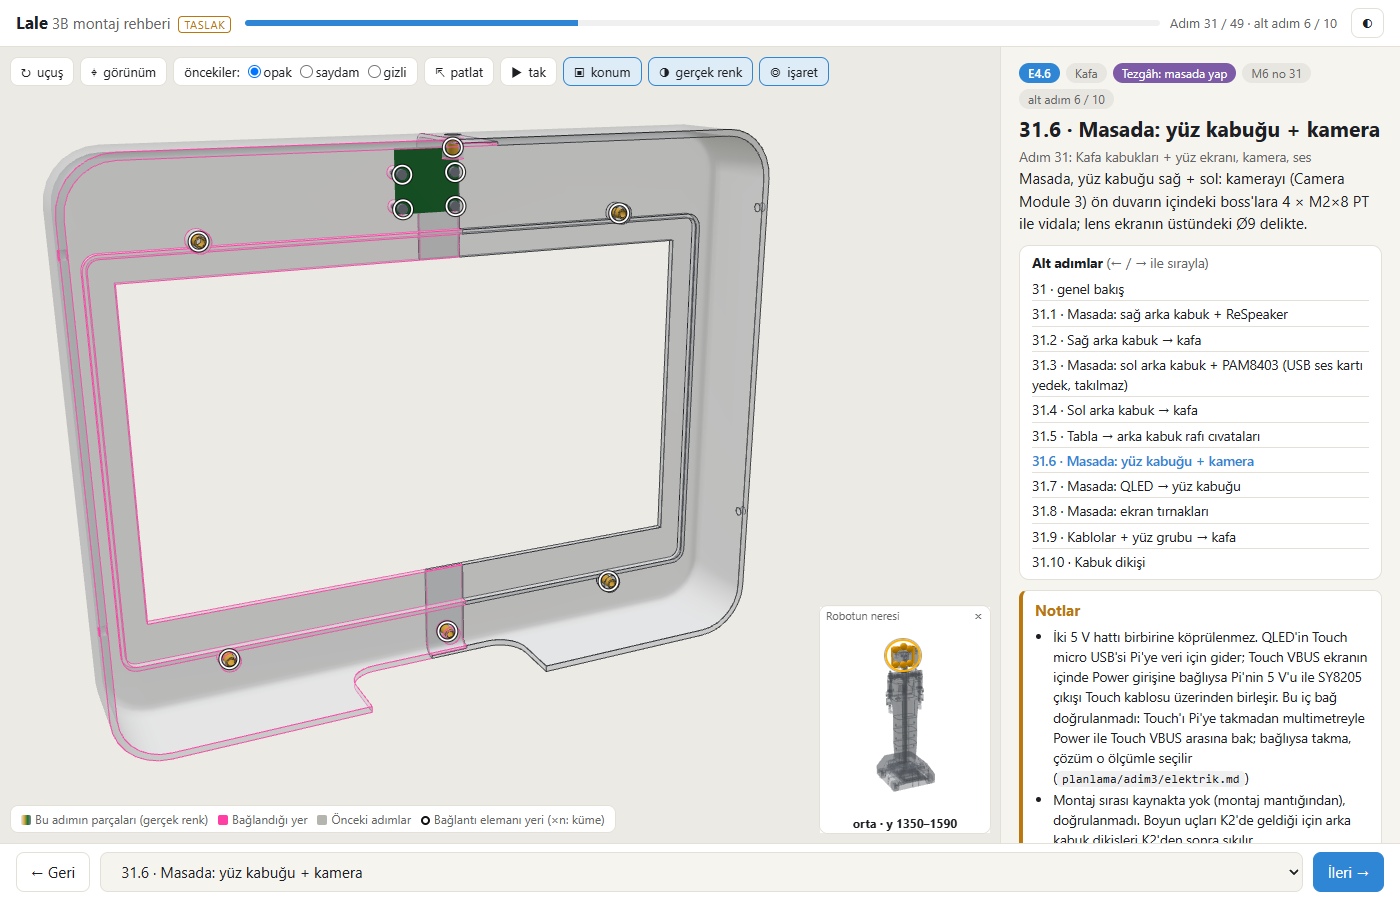 Lale 3B montaj rehberi TASLAK
Adım 31 / 49 · alt adım 6 / 10
↻ uçuş
⌖ görünüm
öncekiler: opak saydam gizli
⇱ patlat
▶ tak
▣ konum
◑ gerçek renk
◎ işaret
E4.6
Kafa
Tezgâh: masada yap
M6 no 31
alt adım 6 / 10
31.6 · Masada: yüz kabuğu + kamera
Adım 31: Kafa kabukları + yüz ekranı, kamera, ses
Masada, yüz kabuğu sağ + sol: kamerayı (Camera
Module 3) ön duvarın içindeki boss'lara 4 × M2×8 PT
ile vidala; lens ekranın üstündeki Ø9 delikte.
Alt adımlar (← / → ile sırayla)
31 · genel bakış
31.1 · Masada: sağ arka kabuk + ReSpeaker
31.2 · Sağ arka kabuk → kafa
31.3 · Masada: sol arka kabuk + PAM8403 (USB ses kartı
yedek, takılmaz)
31.4 · Sol arka kabuk → kafa
31.5 · Tabla → arka kabuk rafı cıvataları
31.6 · Masada: yüz kabuğu + kamera
31.7 · Masada: QLED → yüz kabuğu
31.8 · Masada: ekran tırnakları
31.9 · Kablolar + yüz grubu → kafa
31.10 · Kabuk dikişi
Notlar
• İki 5 V hattı birbirine köprülenmez. QLED'in Touch
micro USB'si Pi'ye veri için gider; Touch VBUS ekranın
içinde Power girişine bağlıysa Pi'nin 5 V'u ile SY8205
çıkışı Touch kablosu üzerinden birleşir. Bu iç bağ
doğrulanmadı: Touch'ı Pi'ye takmadan multimetreyle
Power ile Touch VBUS arasına bak; bağlıysa takma,
çözüm o ölçümle seçilir
( planlama/adim3/elektrik.md )
• Montaj sırası kaynakta yok (montaj mantığından),
doğrulanmadı. Boyun uçları K2'de geldiği için arka
kabuk dikişleri K2'den sonra sıkılır
Robotun neresi ×
orta · y 1350–1590
Bu adımın parçaları (gerçek renk)
Bağlandığı yer
Önceki adımlar
Bağlantı elemanı yeri (×n: küme)
← Geri
31.6 · Masada: yüz kabuğu + kamera
İleri →